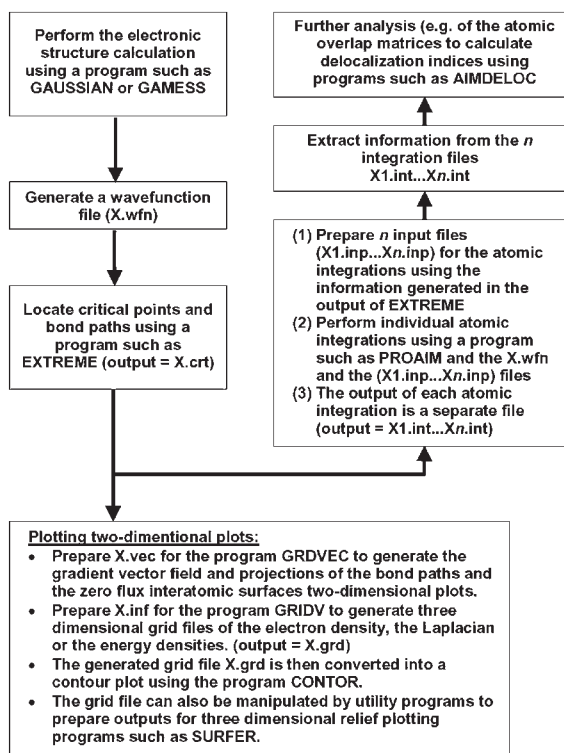 Perform the electronic
structure calculation
using a program such as
GAUSSIAN or GAMESS
Generate a wavefunction
file (X.wfn)
Locate critical points and
bond paths using a
program such as
EXTREME (output = X.crt)
Further analysis (e.g. of the atomic
overlap matrices to calculate
delocalization indices using
programs such as AIMDELOC
Extract information from the n
integration files
X1.int...Xn.int
(1) Prepare n input files
(X1.inp...Xn.inp) for the atomic
integrations using the
information generated in the
output of EXTREME
(2) Perform individual atomic
integrations using a program
such as PROAIM and the X.wfn
and the (X1.inp...Xn.inp) files
(3) The output of each atomic
integration is a separate file
(output = X1.int...Xn.int)
Plotting two-dimentional plots:
• Prepare X.vec for the program GRDVEC to generate the
gradient vector field and projections of the bond paths and
the zero flux interatomic surfaces two-dimensional plots.
• Prepare X.inf for the program GRIDV to generate three
dimensional grid files of the electron density, the Laplacian
or the energy densities. (output = X.grd)
• The generated grid file X.grd is then converted into a
contour plot using the program CONTOR.
• The grid file can also be manipulated by utility programs to
prepare outputs for three dimensional relief plotting
programs such as SURFER.